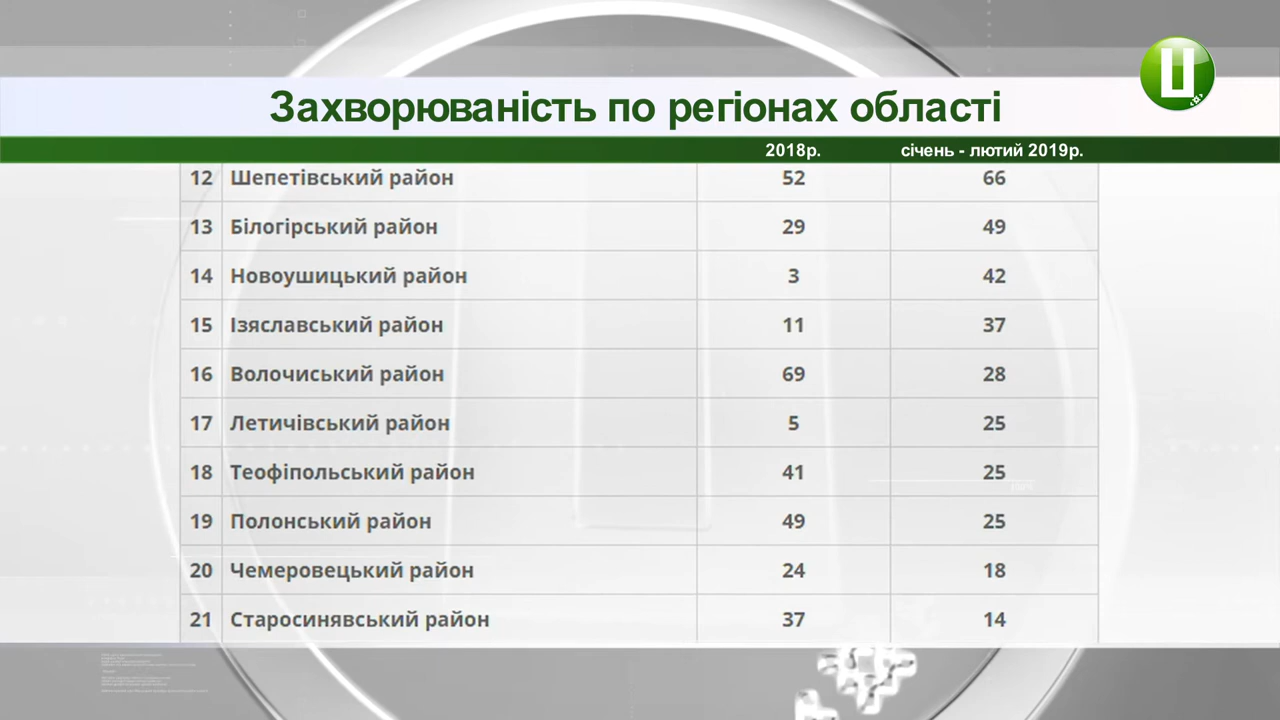 Ц
Захворюваність по регіонах області
2018р. січень - лютий 2019р.
12 Шепетівський район 52 66
13 Білогірський район 29 49
14 Новоушицький район 3 42
15 Ізяславський район 11 37
16 Волочиський район 69 28
17 Летичівський район 5 25
18 Теофіпольський район 41 25
19 Полонський район 49 25
20 Чемеровецький район 24 18
21 Старосинявський район 37 14